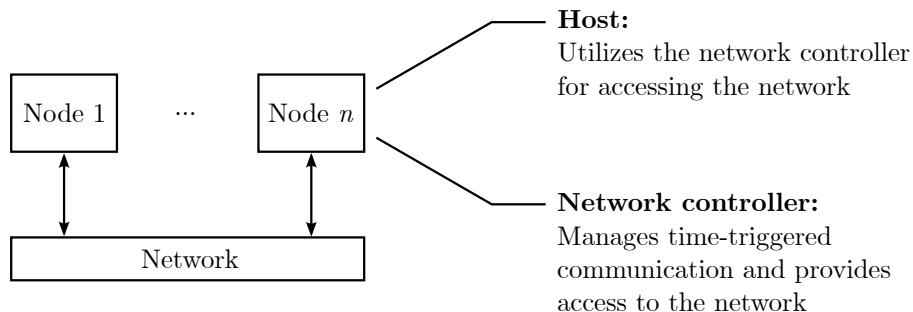 Host:
Utilizes the network controller
for accessing the network
Node 1
...
Node n
Network controller:
Manages time-triggered
communication and provides
access to the network
Network